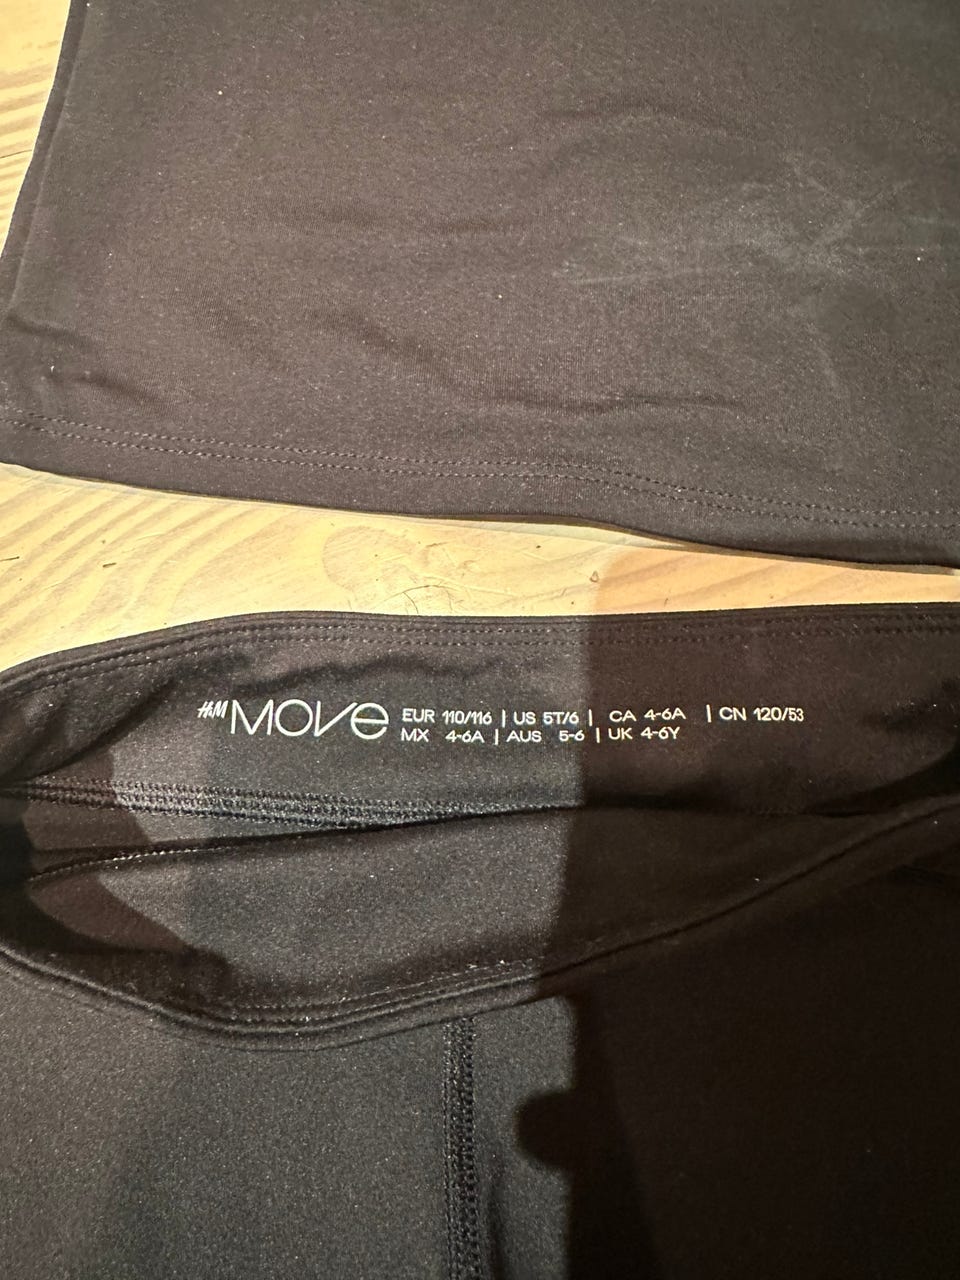 H&M MOVE EUR 110/116 | US 5T/6 | CA 4-6A | CN 120/53
MX 4-6A | AUS 5-6 | UK 4-6Y